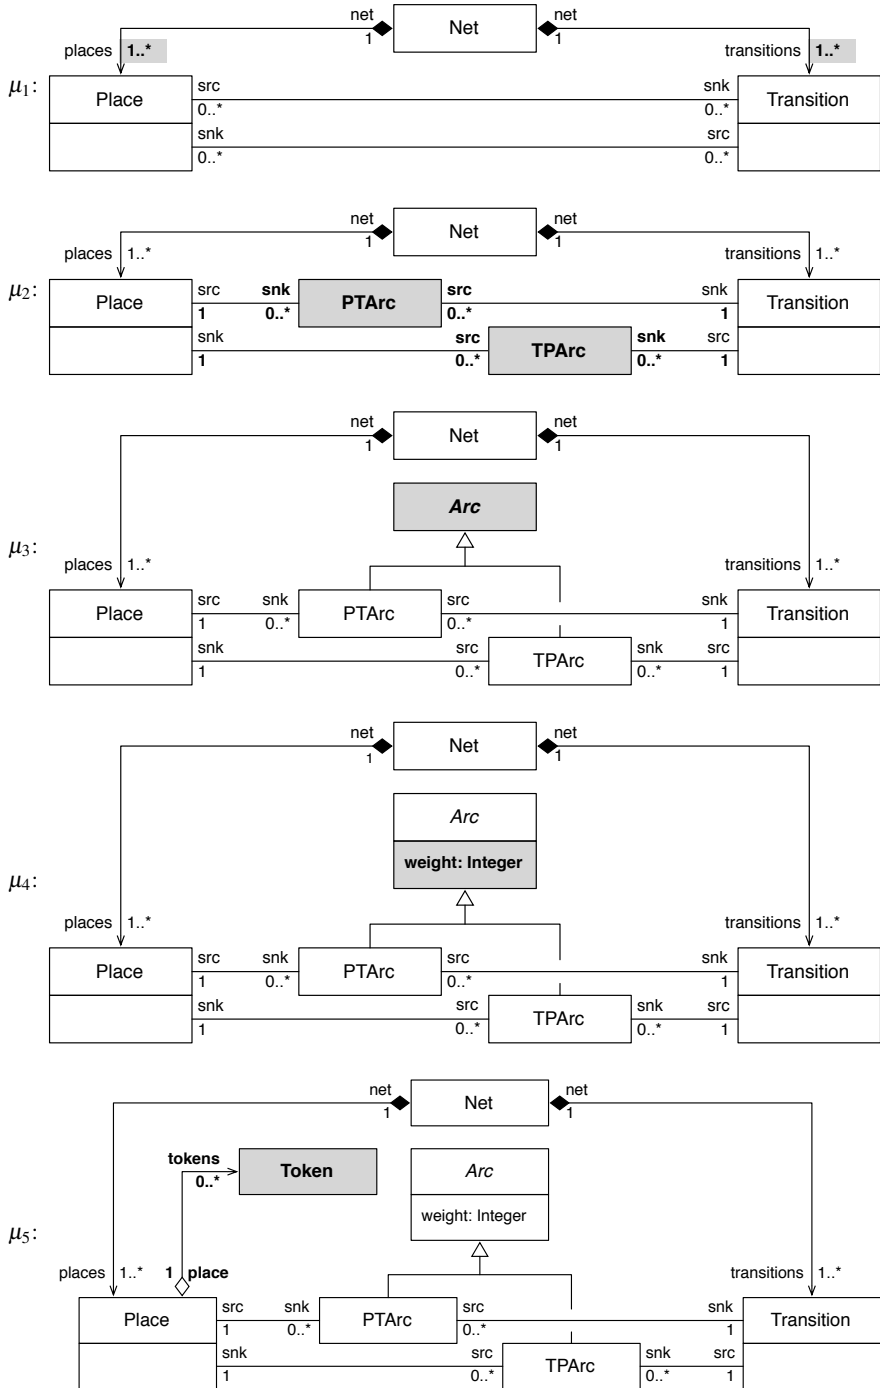 net Net net
1 1
places 1..* transitions 1..*
μ1:
Place src snk Transition
0..* 0..*
snk src
0..* 0..*
net Net net
1 1
places 1..* transitions 1..*
μ2:
Place src snk PTArc src snk Transition
1 0..* 0..* 1
snk src TPArc snk src
1 0..* 0..* 1
net Net net
1 1
Arc
μ3:
places 1..* transitions 1..*
Place src snk PTArc src snk Transition
1 0..* 0..* 1
snk src TPArc snk src
1 0..* 0..* 1
net Net net
1 1
Arc
weight: Integer
μ4:
places 1..* transitions 1..*
Place src snk PTArc src snk Transition
1 0..* 0..* 1
snk src TPArc snk src
1 0..* 0..* 1
net Net net
1 1
tokens Token Arc
0..*
weight: Integer
μ5:
places 1..* 1 place transitions 1..*
Place src snk PTArc src snk Transition
1 0..* 0..* 1
snk src TPArc snk src
1 0..* 0..* 1